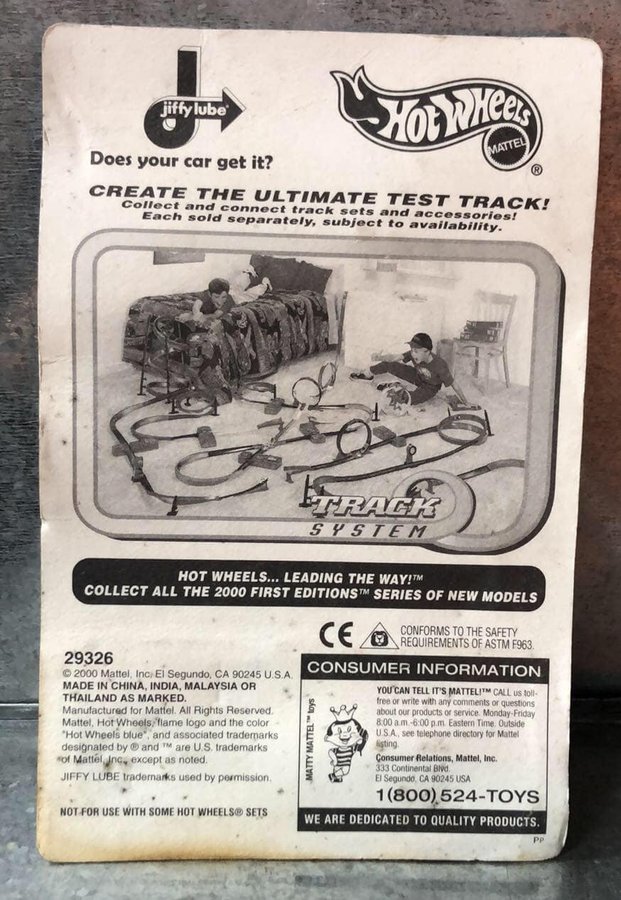 jiffy lube®
Does your car get it?
HOT WHEELS
MATTEL
®
CREATE THE ULTIMATE TEST TRACK!
Collect and connect track sets and accessories!
Each sold separately, subject to availability.
TRACK
SYSTEM
HOT WHEELS... LEADING THE WAY!™
COLLECT ALL THE 2000 FIRST EDITIONS™ SERIES OF NEW MODELS
CE
CONFORMS TO THE SAFETY
REQUIREMENTS OF ASTM F963.
29326
© 2000 Mattel, Inc. El Segundo, CA 90245 U.S.A.
MADE IN CHINA, INDIA, MALAYSIA OR
THAILAND AS MARKED.
Manufactured for Mattel. All Rights Reserved.
Mattel, Hot Wheels, flame logo and the color
"Hot Wheels blue", and associated trademarks
designated by ® and ™ are U.S. trademarks
of Mattel, Inc., except as noted.
JIFFY LUBE trademarks used by permission.
NOT FOR USE WITH SOME HOT WHEELS® SETS
CONSUMER INFORMATION
MATTY MATTEL™ toys
YOU CAN TELL IT'S MATTEL!™ CALL us toll-
free or write with any comments or questions
about our products or service. Monday-Friday
8:00 a.m.-6:00 p.m. Eastern Time. Outside
U.S.A., see telephone directory for Mattel
listing.
Consumer Relations, Mattel, Inc.
333 Continental Blvd.
El Segundo, CA 90245 USA
1(800) 524-TOYS
WE ARE DEDICATED TO QUALITY PRODUCTS.
PP